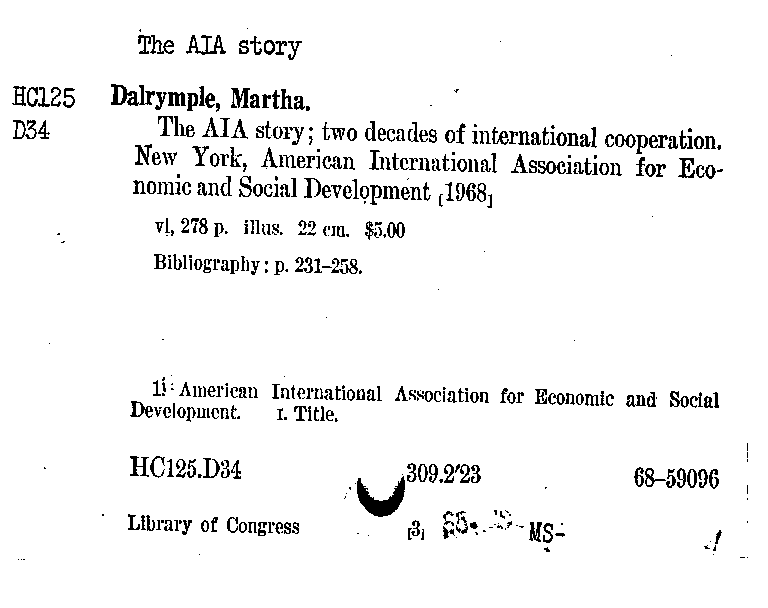 The AIA story
HC125 Dalrymple, Martha.
D34 The AIA story; two decades of international cooperation.
New York, American International Association for Eco-
nomic and Social Development [1968]
vi, 278 p. illus. 22 cm. $5.00
Bibliography: p. 231–258.
1. American International Association for Economic and Social
Development. I. Title.
HC125.D34 309.2'23 68–59096
Library of Congress [3] MS-